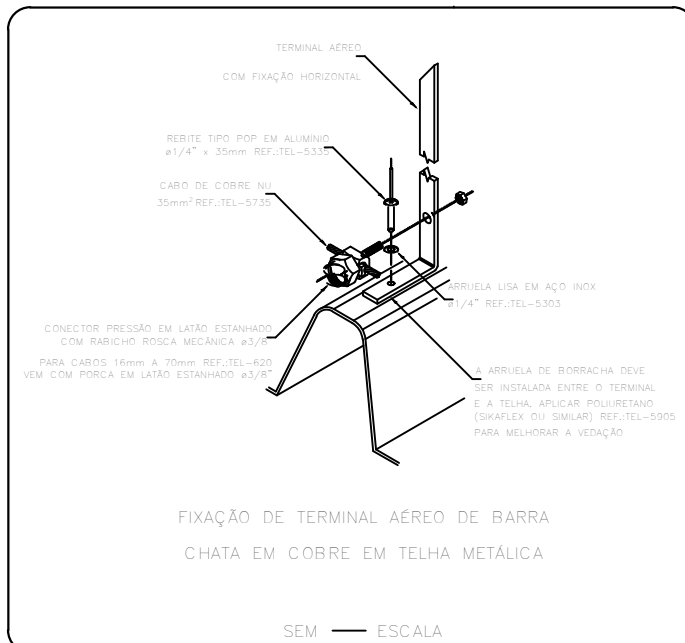 TERMINAL AÉREO
COM FIXAÇÃO HORIZONTAL
REBITE TIPO POP EM ALUMÍNIO
ø1/4" x 35mm REF.:TEL-5335
CABO DE COBRE NU
35mm² REF.:TEL-5735
ARRUELA LISA EM AÇO INOX
ø1/4" REF.:TEL-5303
CONECTOR PRESSÃO EM LATÃO ESTANHADO
COM RABICHO ROSCA MECÂNICA ø3/8"
PARA CABOS 16mm A 70mm REF.:TEL-620
VEM COM PORCA EM LATÃO ESTANHADO ø3/8"
A ARRUELA DE BORRACHA DEVE
SER INSTALADA ENTRE O TERMINAL
E A TELHA. APLICAR POLIURETANO
(SIKAFLEX OU SIMILAR) REF.:TEL-5905
PARA MELHORAR A VEDAÇÃO
FIXAÇÃO DE TERMINAL AÉREO DE BARRA
CHATA EM COBRE EM TELHA METÁLICA
SEM — ESCALA